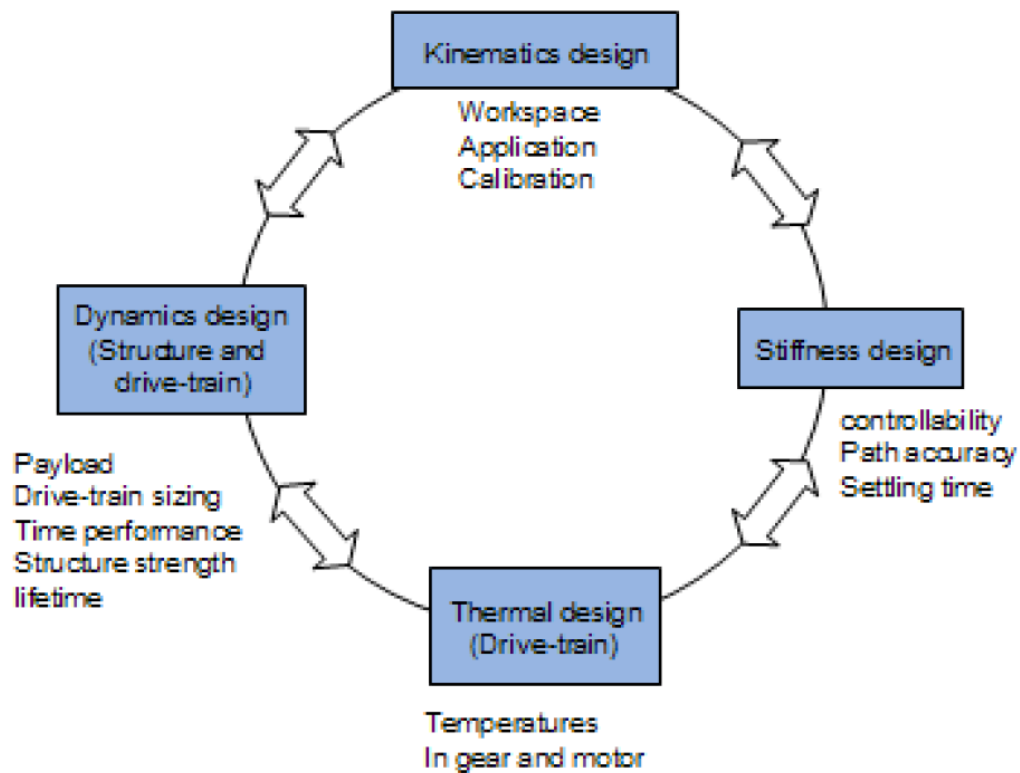 Kinematics design
Workspace
Application
Calibration
Dynamics design
(Structure and
drive-train)
Stiffness design
controllability
Path accuracy
Settling time
Payload
Drive-train sizing
Time performance
Structure strength
lifetime
Thermal design
(Drive-train)
Temperatures
In gear and motor